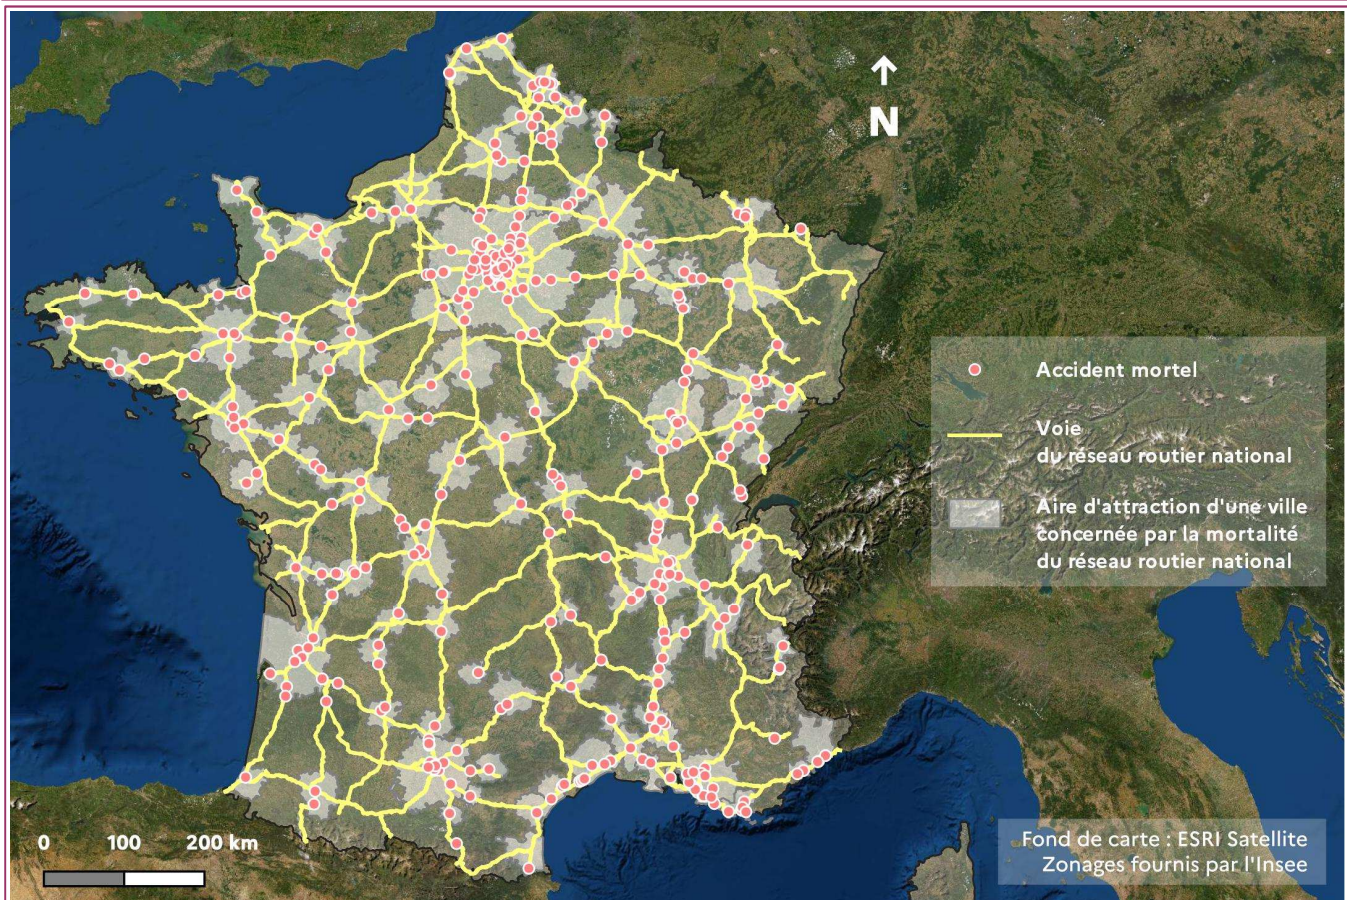 N
Accident mortel
Voie
du réseau routier national
Aire d'attraction d'une ville
concernée par la mortalité
du réseau routier national
0 100 200 km
Fond de carte : ESRI Satellite
Zonages fournis par l'Insee